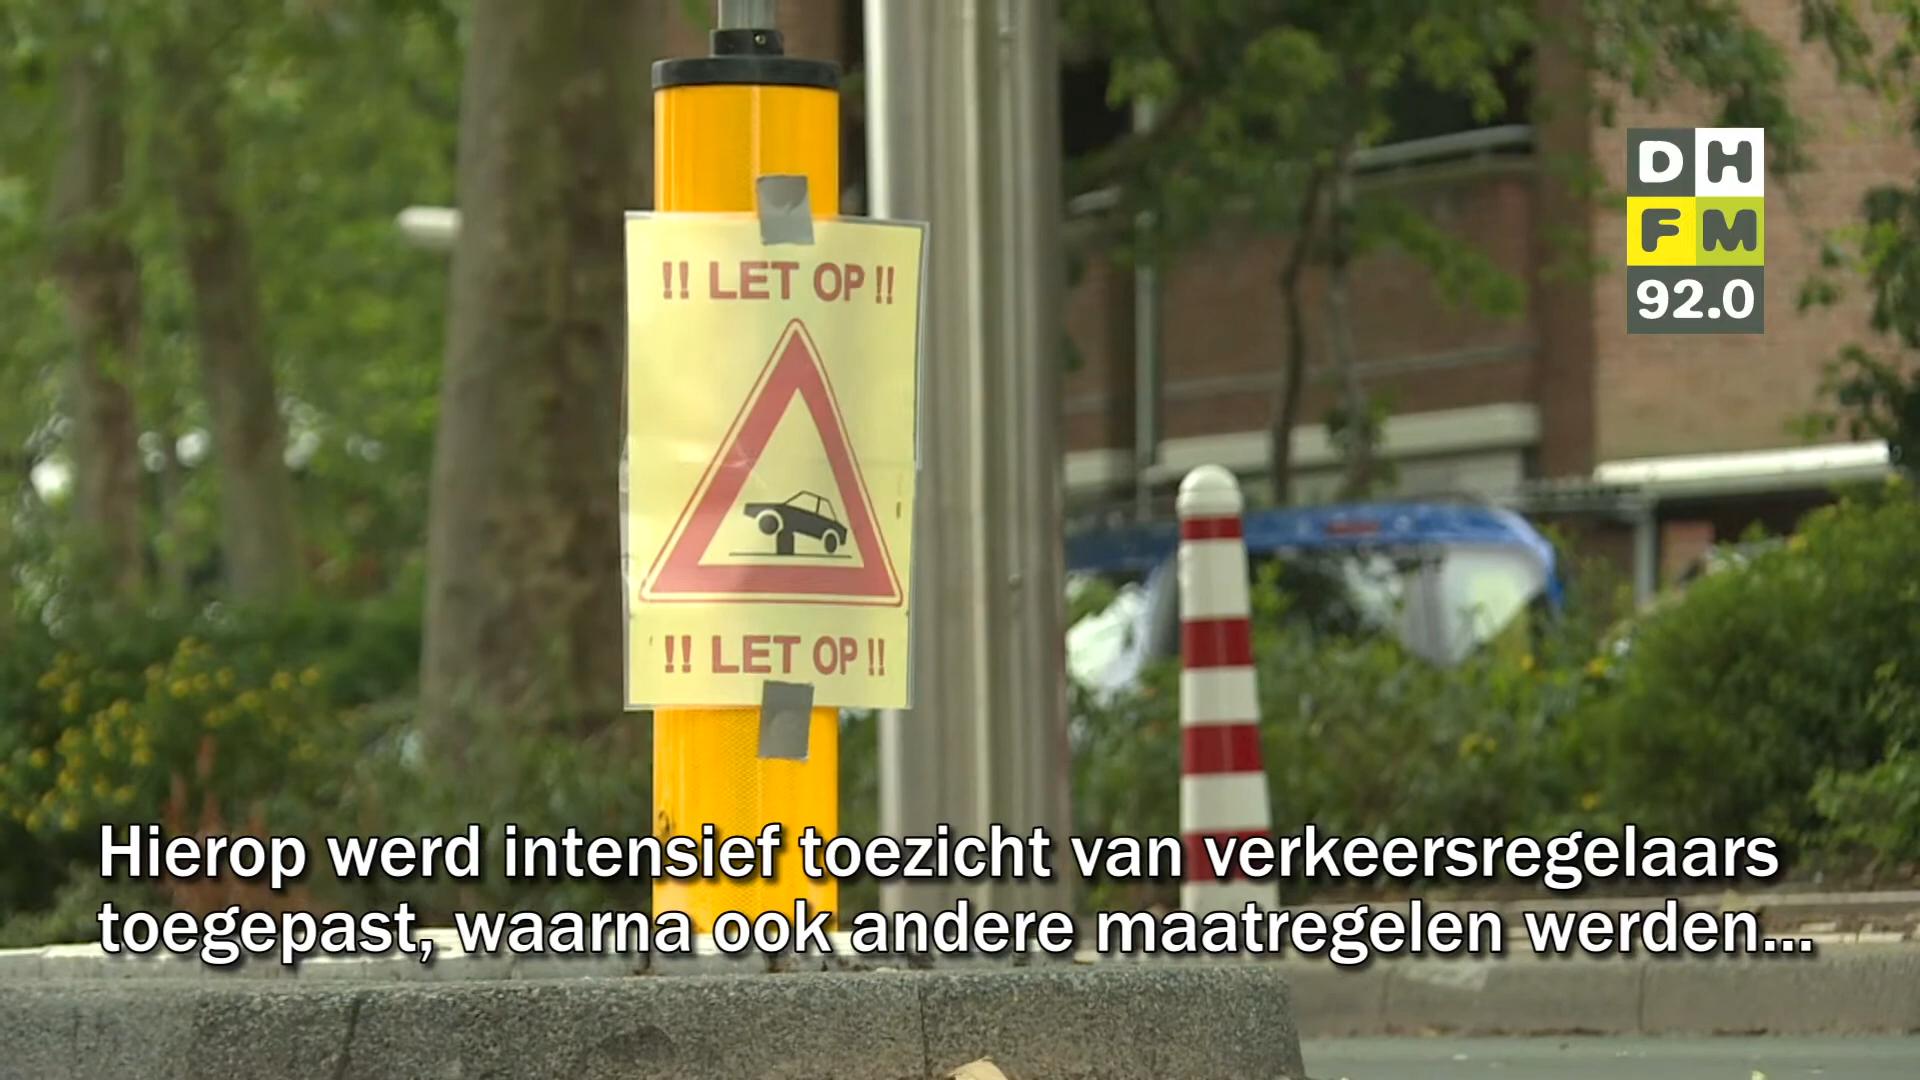 !! LET OP !!
!! LET OP !!
DH
FM
92.0
Hierop werd intensief toezicht van verkeersregelaars
toegepast, waarna ook andere maatregelen werden...